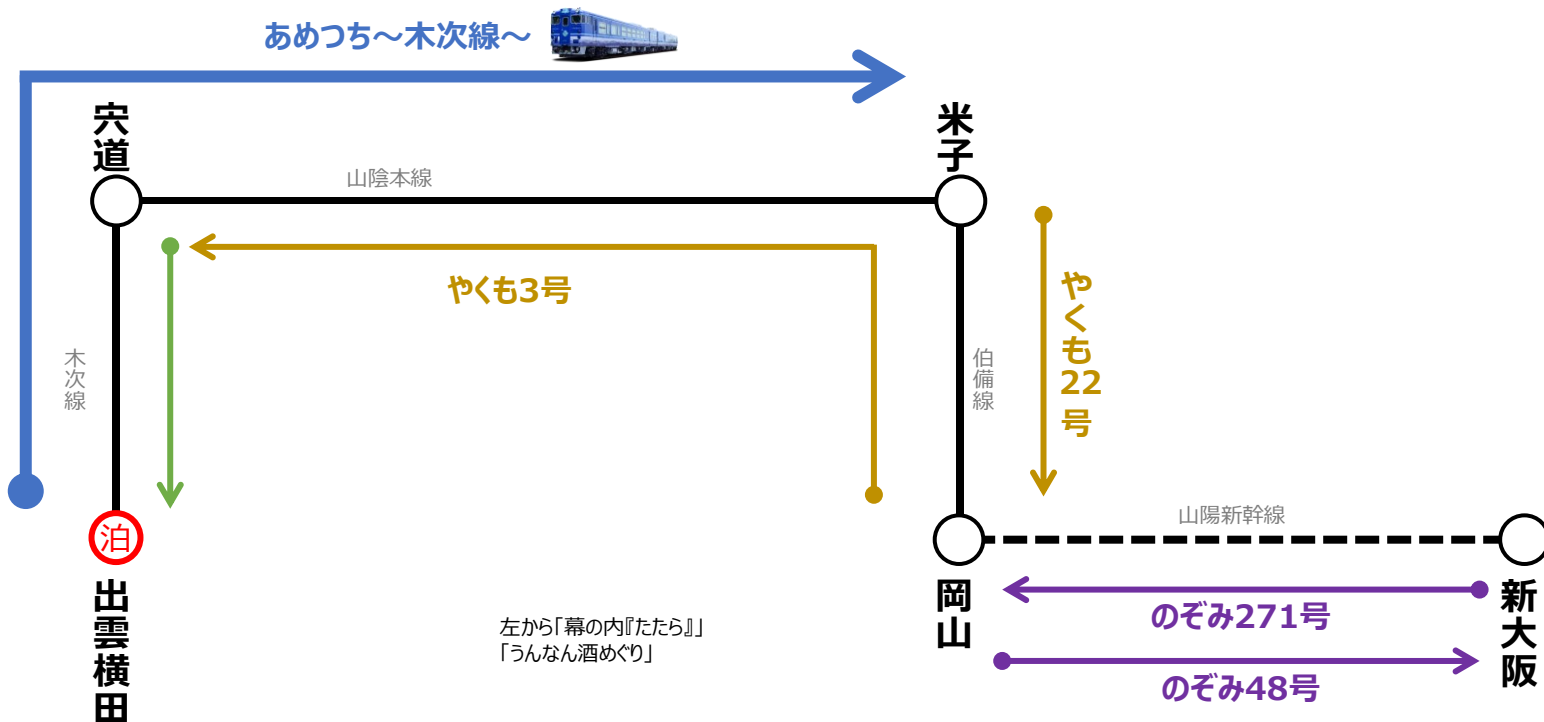 あめつち～木次線～
宍道
米子
山陰本線
やくも3号
やくも22号
木次線
伯備線
泊
山陽新幹線
出雲横田
岡山
新大阪
のぞみ271号
のぞみ48号
左から「幕の内『たたら』」
「うんなん酒めぐり」